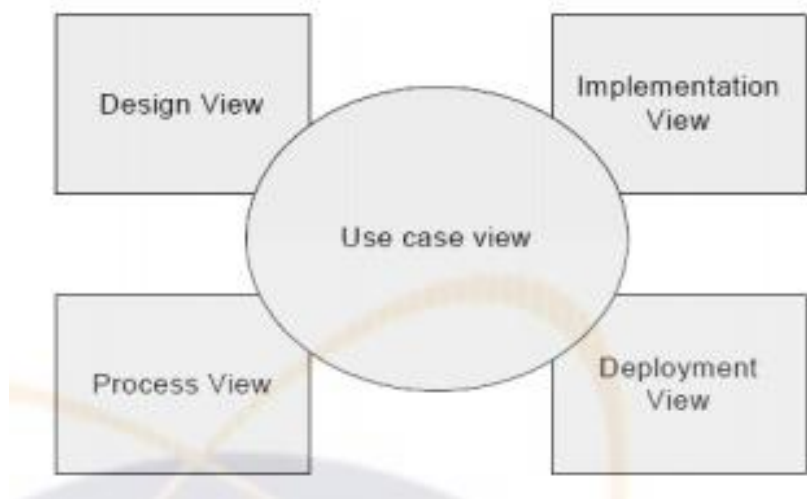 Design View
Implementation
View
Use case view
Process View
Deployment
View